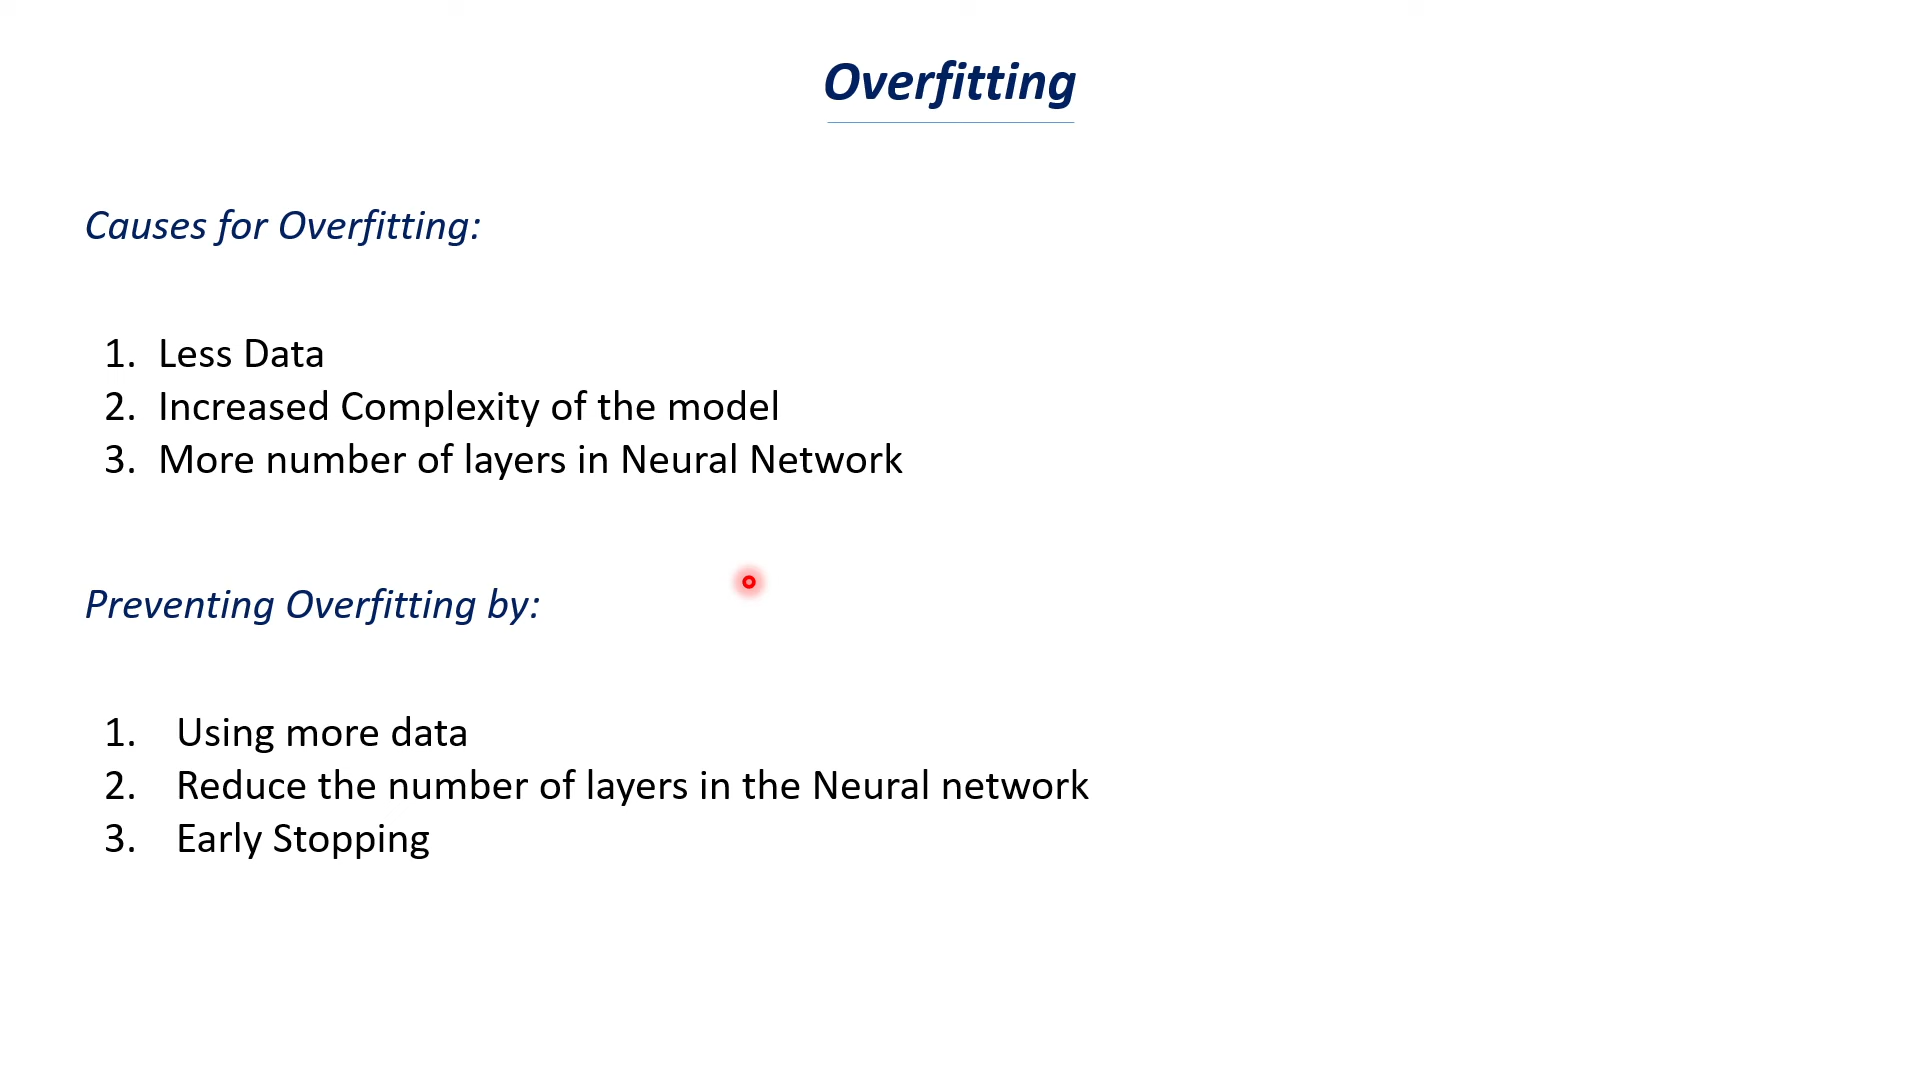 Overfitting
Causes for Overfitting:
1. Less Data
2. Increased Complexity of the model
3. More number of layers in Neural Network
Preventing Overfitting by:
1. Using more data
2. Reduce the number of layers in the Neural network
3. Early Stopping